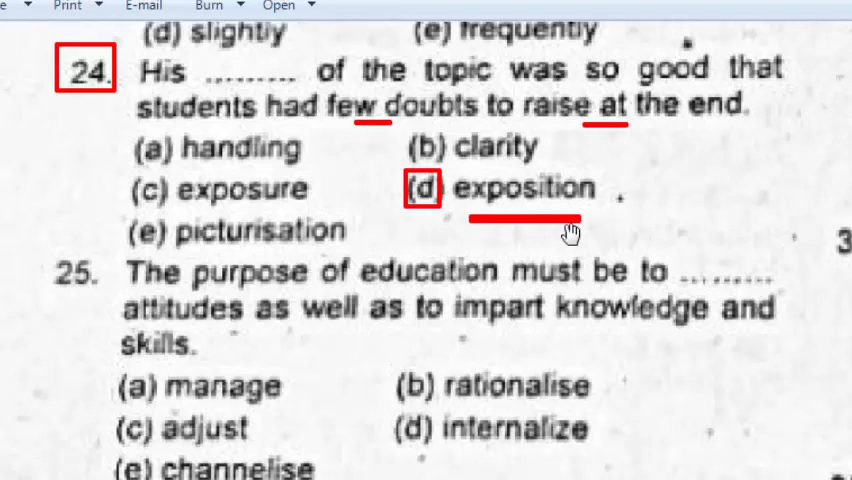 Print E-mail Burn Open
(d) slightly (e) frequently
24. His ......... of the topic was so good that
students had few doubts to raise at the end.
(a) handling (b) clarity
(c) exposure (d) exposition .
(e) picturisation
25. The purpose of education must be to .........
attitudes as well as to impart knowledge and
skills.
(a) manage (b) rationalise
(c) adjust (d) internalize
(e) channelise